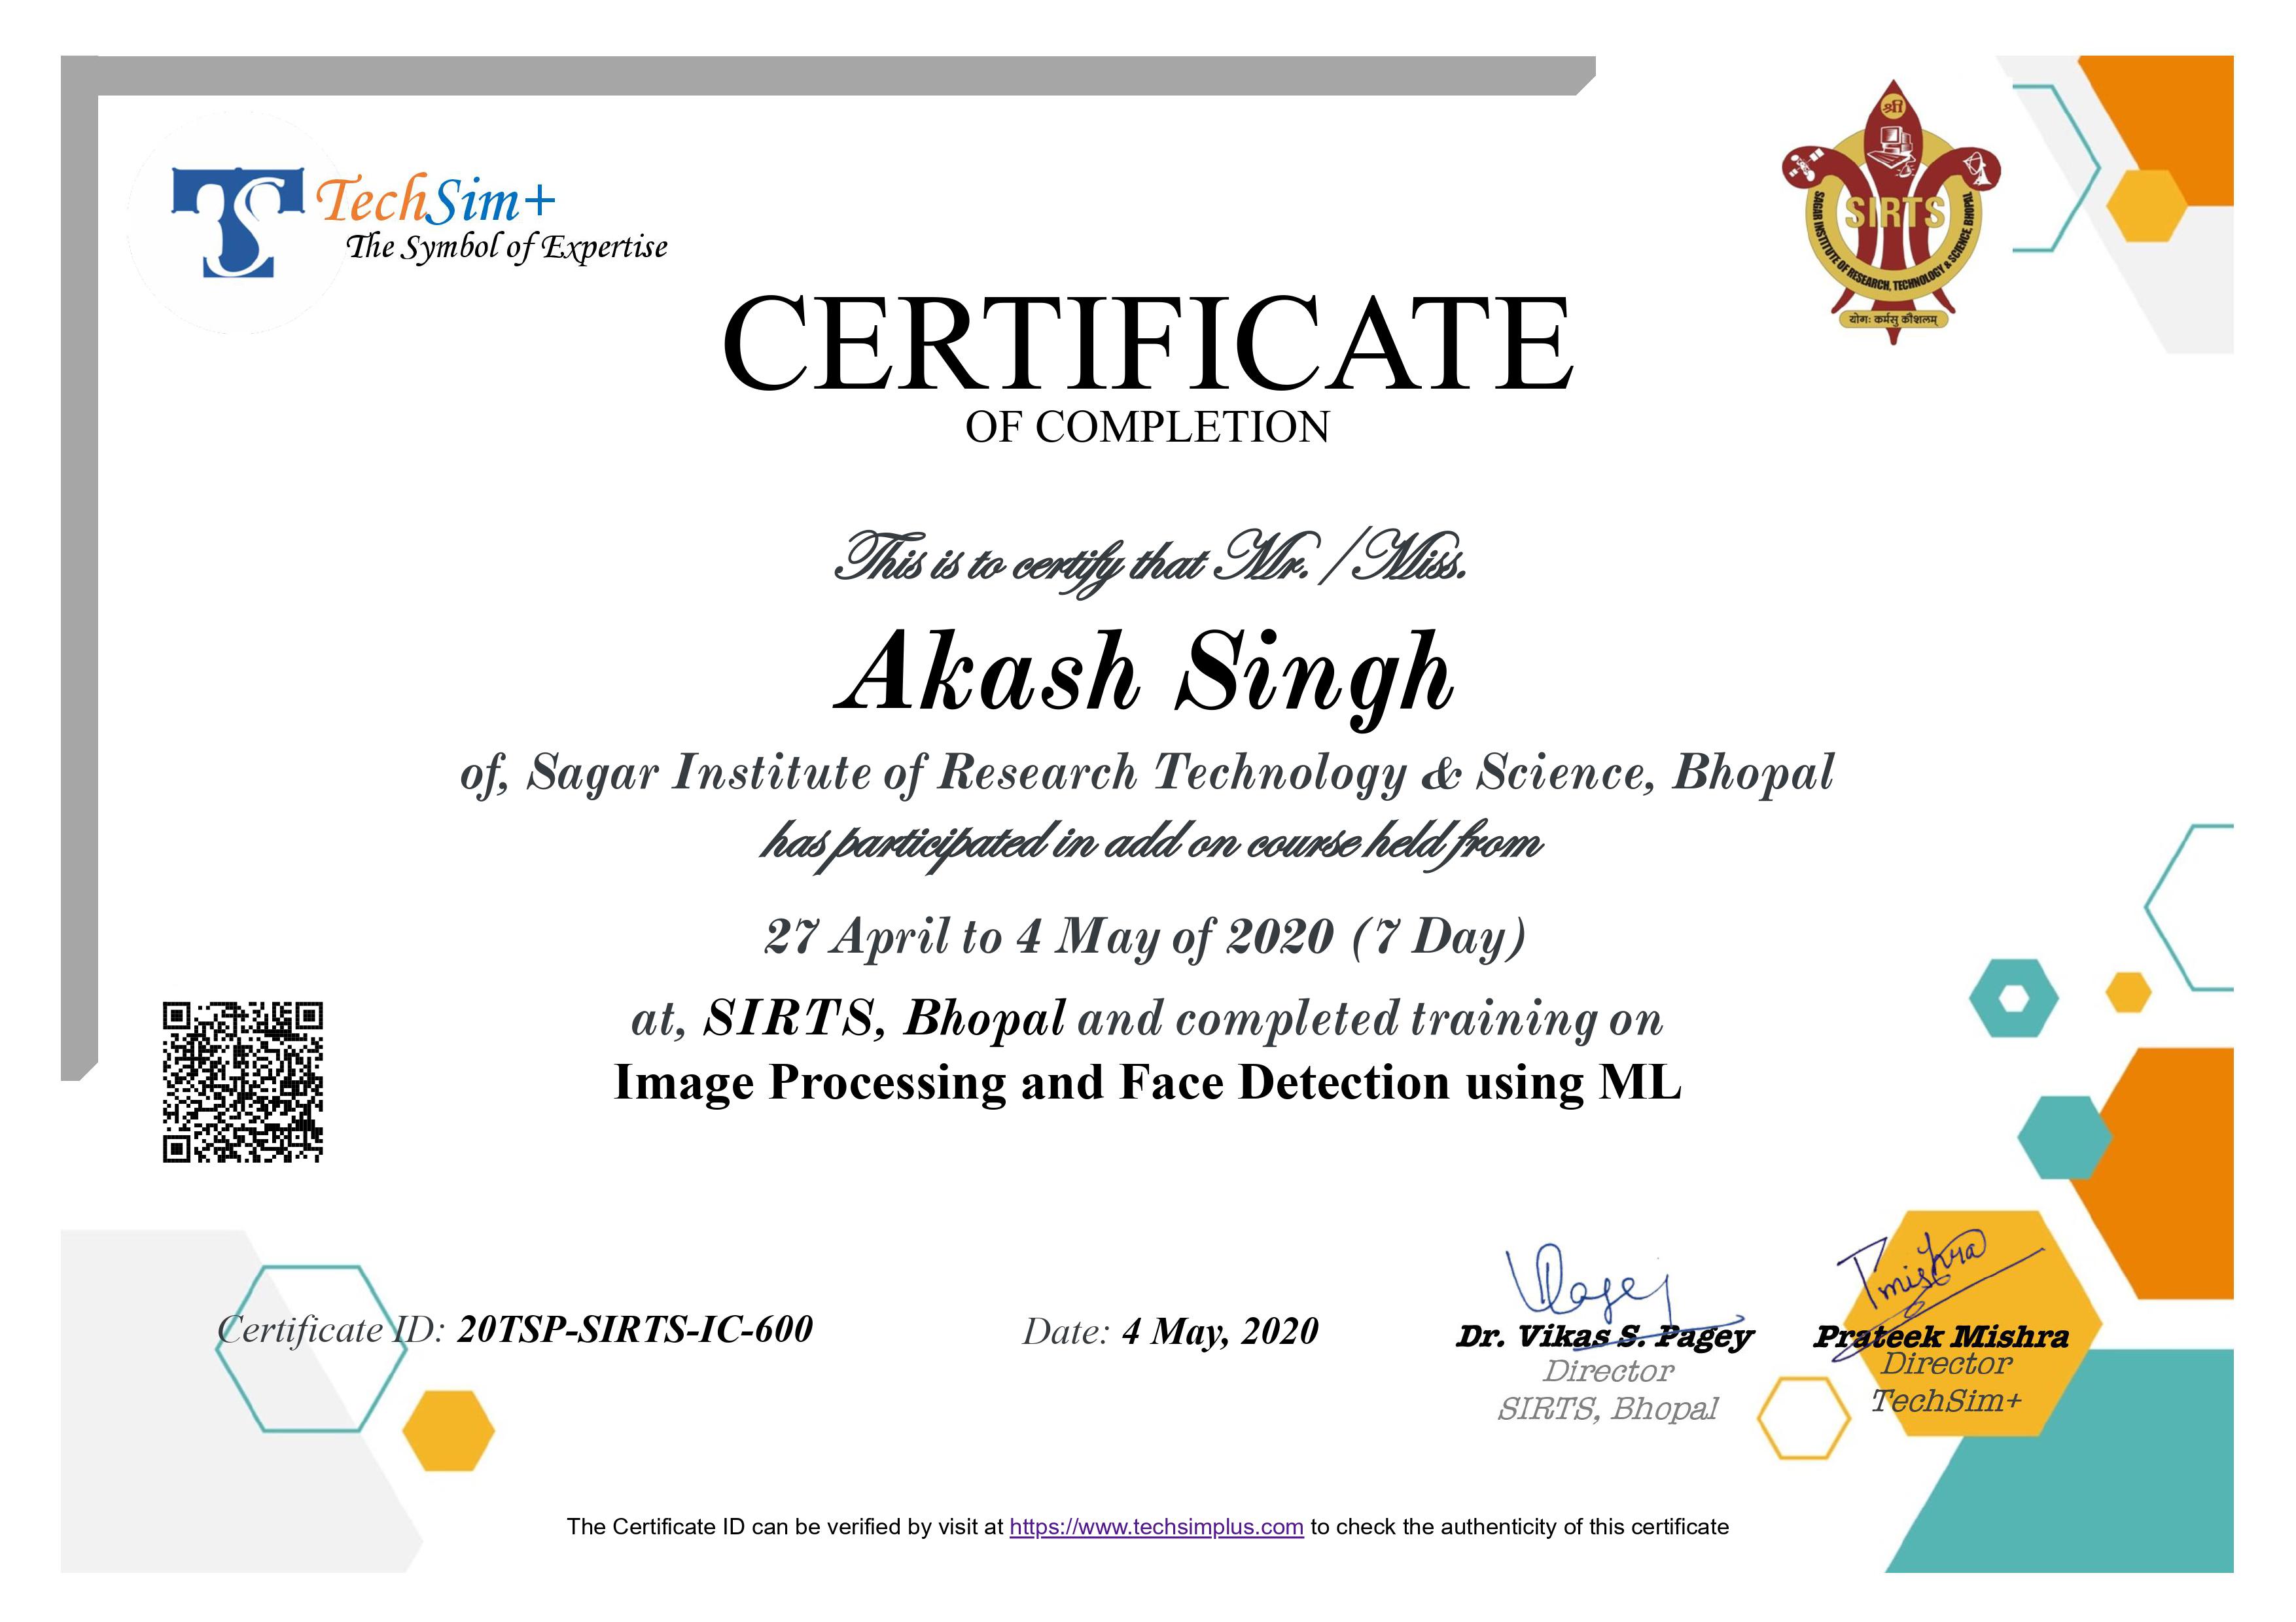 TS TechSim+
The Symbol of Expertise
श्री
SIRTS
SAGAR INSTITUTE OF RESEARCH, TECHNOLOGY & SCIENCE, BHOPAL
योगः कर्मसु कौशलम्
CERTIFICATE
OF COMPLETION
This is to certify that Mr. / Miss.
Akash Singh
of, Sagar Institute of Research Technology & Science, Bhopal
has participated in add on course held from
27 April to 4 May of 2020 (7 Day)
at, SIRTS, Bhopal and completed training on
Image Processing and Face Detection using ML
Certificate ID: 20TSP-SIRTS-IC-600
Date: 4 May, 2020
Pagey
Dr. Vikas S. Pagey
Director
SIRTS, Bhopal
Pmishra
Prateek Mishra
Director
TechSim+
The Certificate ID can be verified by visit at https://www.techsimplus.com to check the authenticity of this certificate